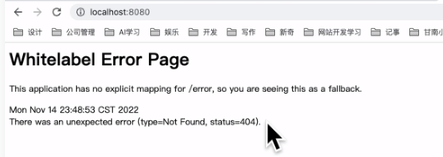 localhost:8080
设计 公司管理 AI学习 娱乐 开发 写作 新奇 网站开发学习 记事 甘南小
Whitelabel Error Page
This application has no explicit mapping for /error, so you are seeing this as a fallback.
Mon Nov 14 23:48:53 CST 2022
There was an unexpected error (type=Not Found, status=404).